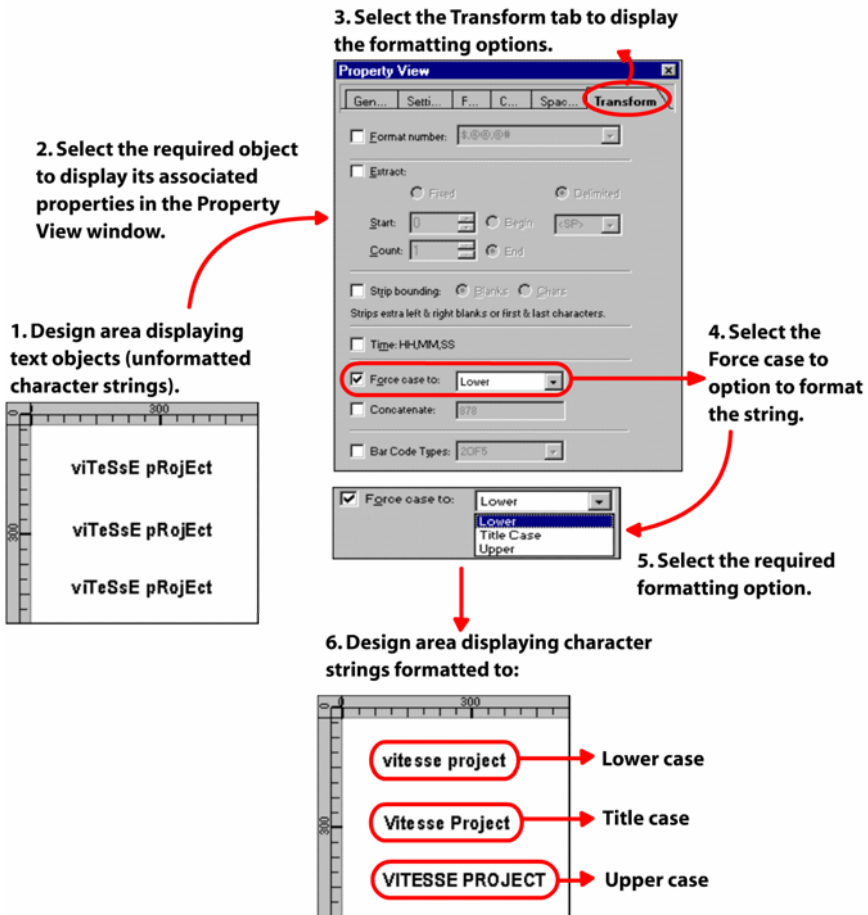 3. Select the Transform tab to display
the formatting options.
Property View
Gen... Setti... F... C... Spac... Transform
Format number:
2. Select the required object
to display its associated
properties in the Property
View window.
Extract:
Fixed Delimited
Start: 0 Begin <SP>
Count: 1 End
Strip bounding: Blanks Chars
Strips extra left & right blanks or first & last characters.
Time: HH,MM,SS
Force case to: Lower
Concatenate: 878
Bar Code Types: 2OF5
1. Design area displaying
text objects (unformatted
character strings).
0 300
viTeSsE pRojEct
300
viTeSsE pRojEct
viTeSsE pRojEct
4. Select the
Force case to
option to format
the string.
Force case to: Lower
Lower
Title Case
Upper
5. Select the required
formatting option.
6. Design area displaying character
strings formatted to:
0 300
vitesse project Lower case
300
Vitesse Project Title case
VITESSE PROJECT Upper case